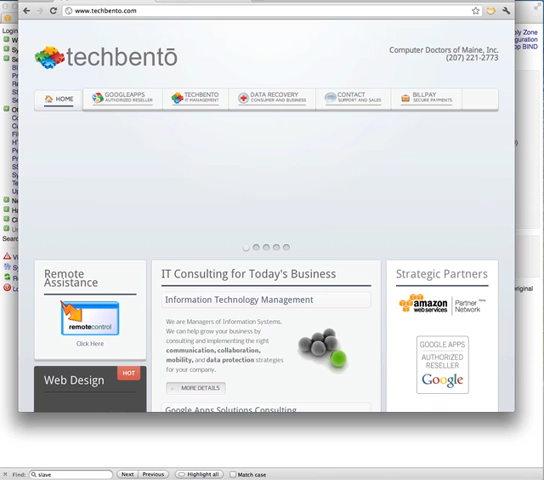 www.techbento.com
Login
techbentō
Computer Doctors of Maine, Inc.
(207) 221-2773
HOME
GOOGLEAPPS
AUTHORIZED RESELLER
TECHBENTO
IT MANAGEMENT
DATA RECOVERY
CONSUMER AND BUSINESS
CONTACT
SUPPORT AND SALES
BILLPAY
SECURE PAYMENTS
Remote
Assistance
remotecontrol
Click Here
Web Design
HOT
IT Consulting for Today's Business
Information Technology Management
We are Managers of Information Systems.
We can help grow your business by
consulting and implementing the right
communication, collaboration,
mobility, and data protection strategies
for your company.
MORE DETAILS
Google Apps Solutions Consulting
Strategic Partners
amazon
webservices
Partner
Network
GOOGLE APPS
AUTHORIZED
RESELLER
Google
Find:
slave
Next
Previous
Highlight all
Match case